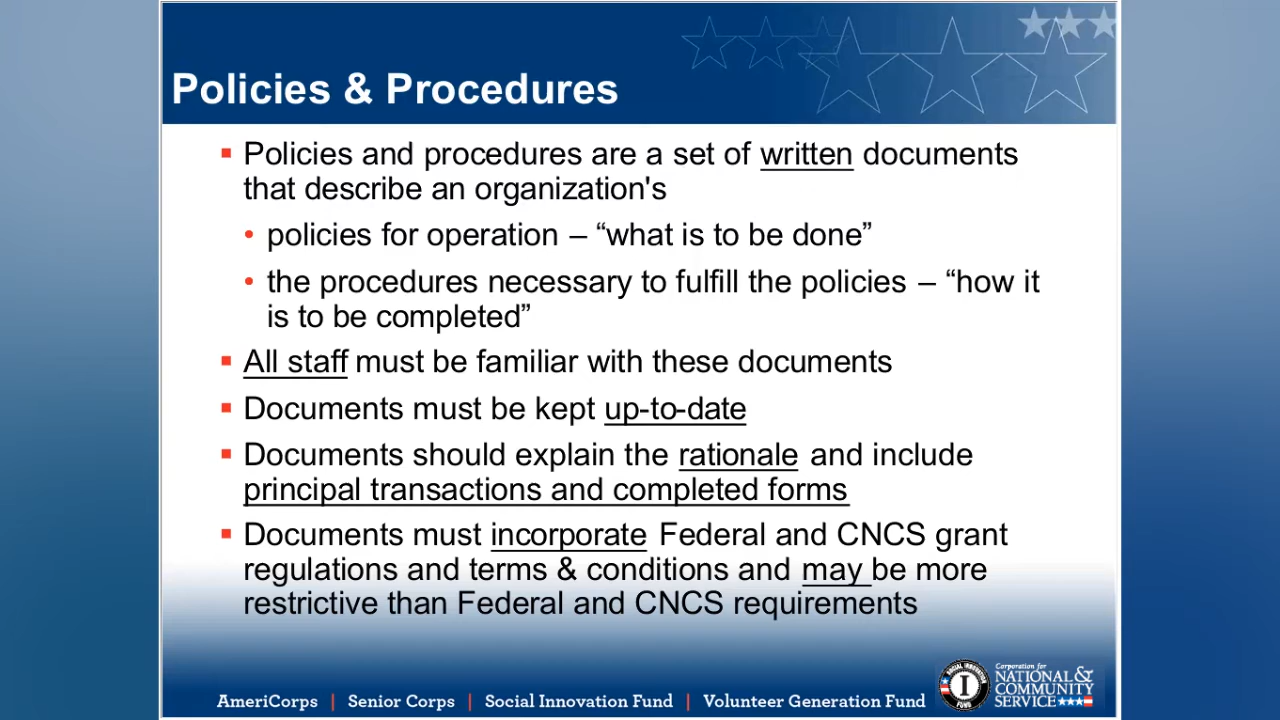 Policies & Procedures
Policies and procedures are a set of written documents
that describe an organization's
policies for operation – “what is to be done”
the procedures necessary to fulfill the policies – “how it
is to be completed”
All staff must be familiar with these documents
Documents must be kept up-to-date
Documents should explain the rationale and include
principal transactions and completed forms
Documents must incorporate Federal and CNCS grant
regulations and terms & conditions and may be more
restrictive than Federal and CNCS requirements
AmeriCorps | Senior Corps | Social Innovation Fund | Volunteer Generation Fund
SOCIAL INNOVATION
I
FUND
Corporation for
NATIONAL &
COMMUNITY
SERVICE